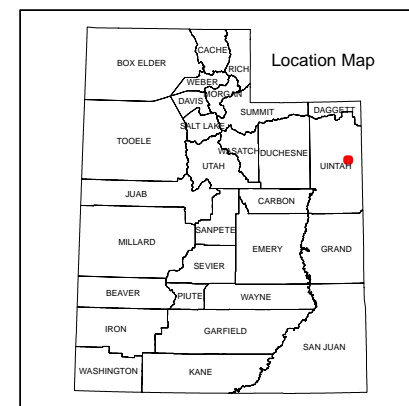 Location Map
CACHE
BOX ELDER
RICH
WEBER
MORGAN
DAVIS
SUMMIT
DAGGETT
SALT LAKE
TOOELE
WASATCH
DUCHESNE
UINTAH
UTAH
JUAB
CARBON
SANPETE
MILLARD
EMERY
GRAND
SEVIER
BEAVER
PIUTE
WAYNE
IRON
GARFIELD
SAN JUAN
WASHINGTON
KANE